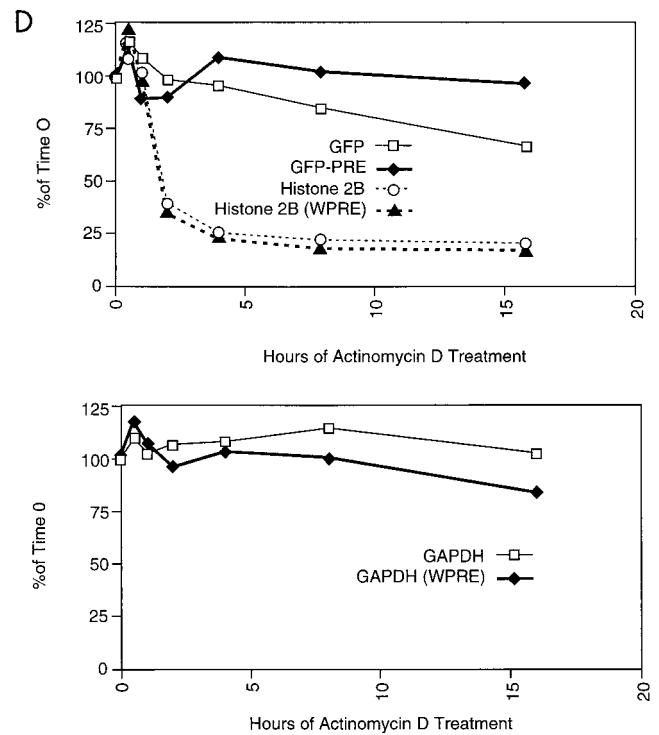 D
125
100
75
50
25
0
%of Time O
GFP
GFP-PRE
Histone 2B
Histone 2B (WPRE)
0
5
10
15
20
Hours of Actinomycin D Treatment
125
100
75
50
25
0
%of Time 0
GAPDH
GAPDH (WPRE)
0
5
10
15
20
Hours of Actinomycin D Treatment